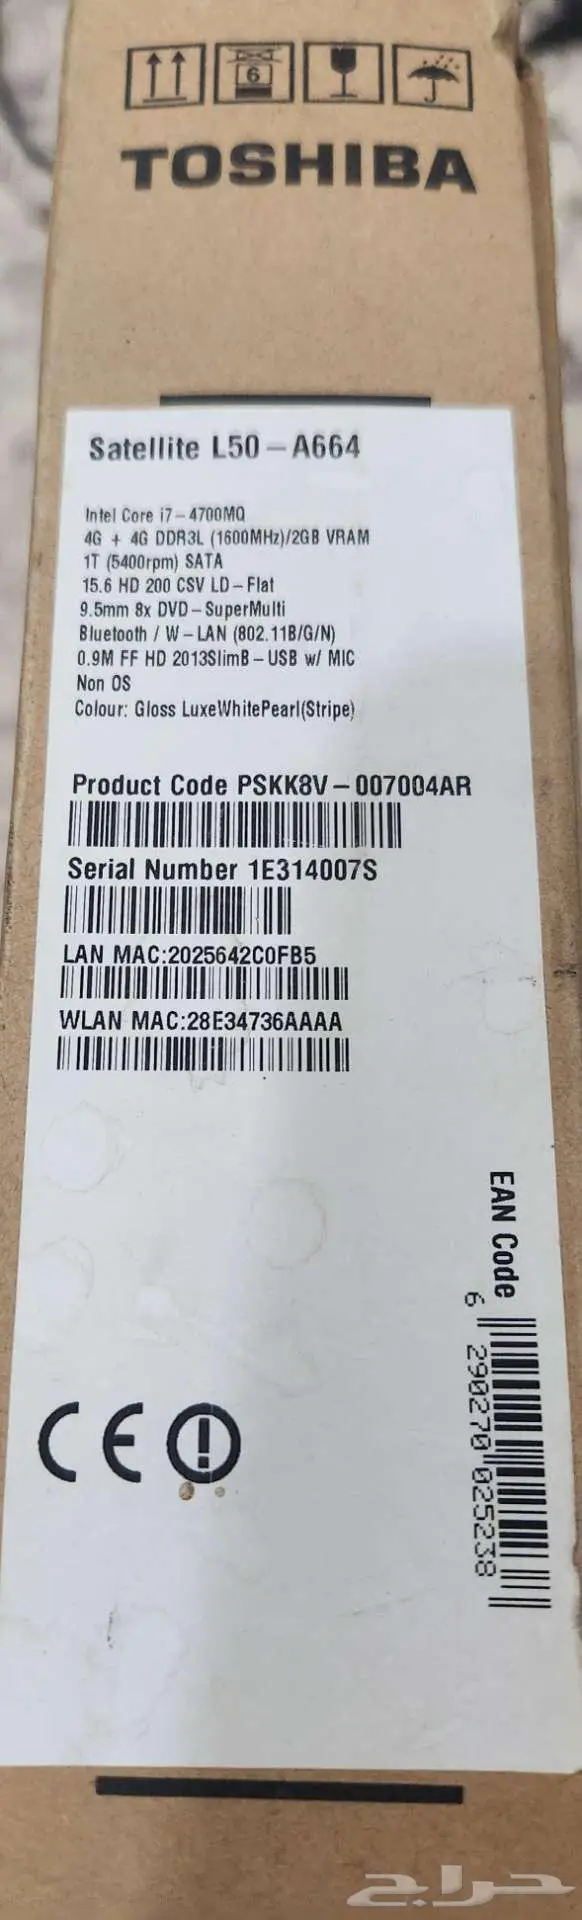 6
TOSHIBA
Satellite L50-A664
Intel Core i7-4700MQ
4G + 4G DDR3L (1600MHz)/2GB VRAM
1T (5400rpm) SATA
15.6 HD 200 CSV LD-Flat
9.5mm 8x DVD-SuperMulti
Bluetooth / W-LAN (802.11B/G/N)
0.9M FF HD 2013SlimB-USB w/ MIC
Non OS
Colour: Gloss LuxeWhitePearl(Stripe)
Product Code PSKK8V-007004AR
Serial Number 1E314007S
LAN MAC:2025642C0FB5
WLAN MAC:28E34736AAAA
EAN Code
6 290270 025238
CE
حراج